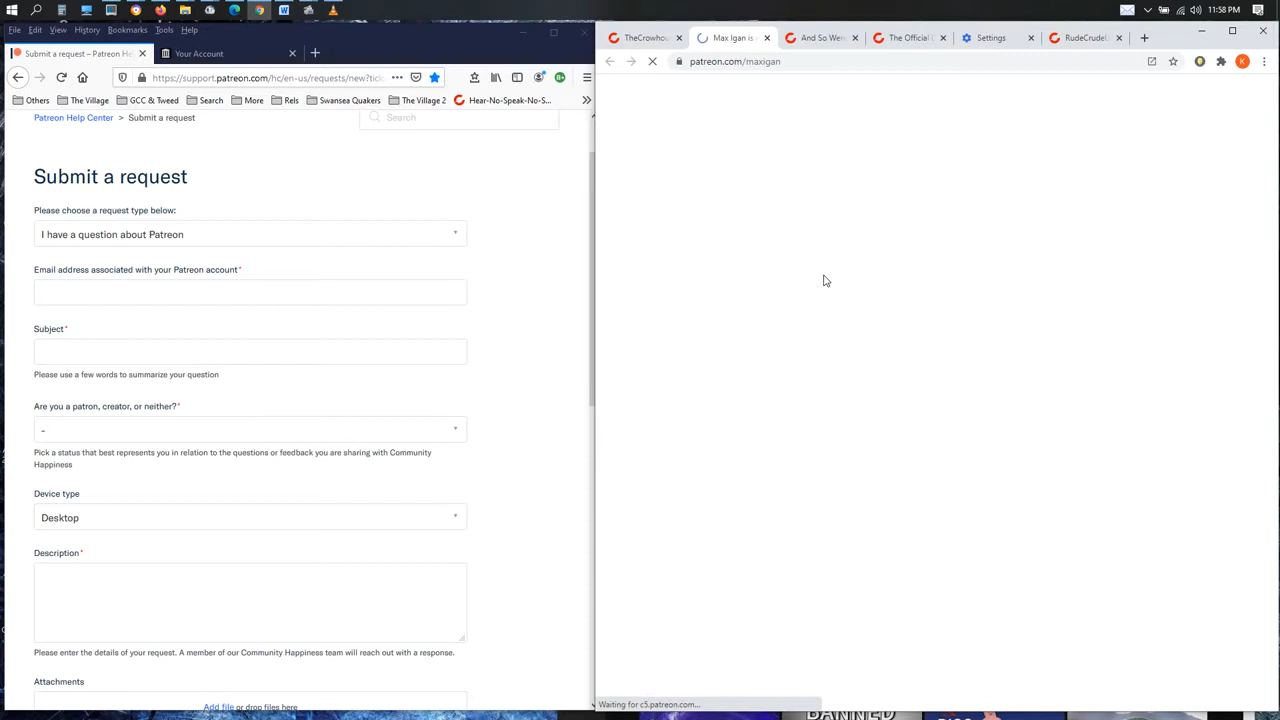 5:53 PM
File Edit View History Bookmarks Tools Help
Submit a request – Patreon He
Your Account
https://support.patreon.com/hc/en-us/requests/new?tick
Others
The Village
GCC & Tweed
Search
More
Rels
Swansea Quakers
The Village 2
Hear-No-Speak-No-S...
Patreon Help Center > Submit a request
Search
Submit a request
Please choose a request type below:
I have a question about Patreon
Email address associated with your Patreon account*
Subject*
Please use a few words to summarize your question
Are you a patron, creator, or neither?*
-
Pick a status that best represents you in relation to the questions or feedback you are sharing with Community
Happiness
Device type
Desktop
Description*
Please enter the details of your request. A member of our Community Happiness team will reach out with a response.
Attachments
Add file or drop files here
TheCrowhou
Max Igan is
And So Were
The Official
Settings
RudeCrudeL
patreon.com/maxigan
K
Waiting for c5.patreon.com...
BANNED